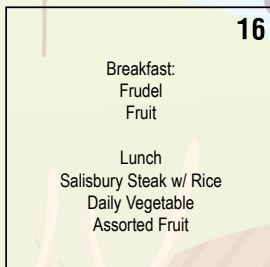 16
Breakfast:
Frudel
Fruit
Lunch
Salisbury Steak w/ Rice
Daily Vegetable
Assorted Fruit